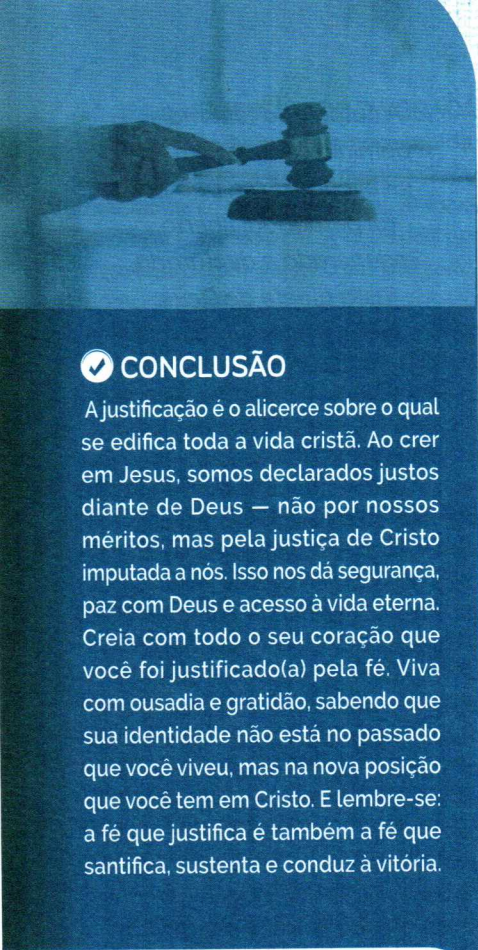 CONCLUSÃO
A justificação é o alicerce sobre o qual
se edifica toda a vida cristã. Ao crer
em Jesus, somos declarados justos
diante de Deus — não por nossos
méritos, mas pela justiça de Cristo
imputada a nós. Isso nos dá segurança,
paz com Deus e acesso à vida eterna.
Creia com todo o seu coração que
você foi justificado(a) pela fé. Viva
com ousadia e gratidão, sabendo que
sua identidade não está no passado
que você viveu, mas na nova posição
que você tem em Cristo. E lembre-se:
a fé que justifica é também a fé que
santifica, sustenta e conduz à vitória.